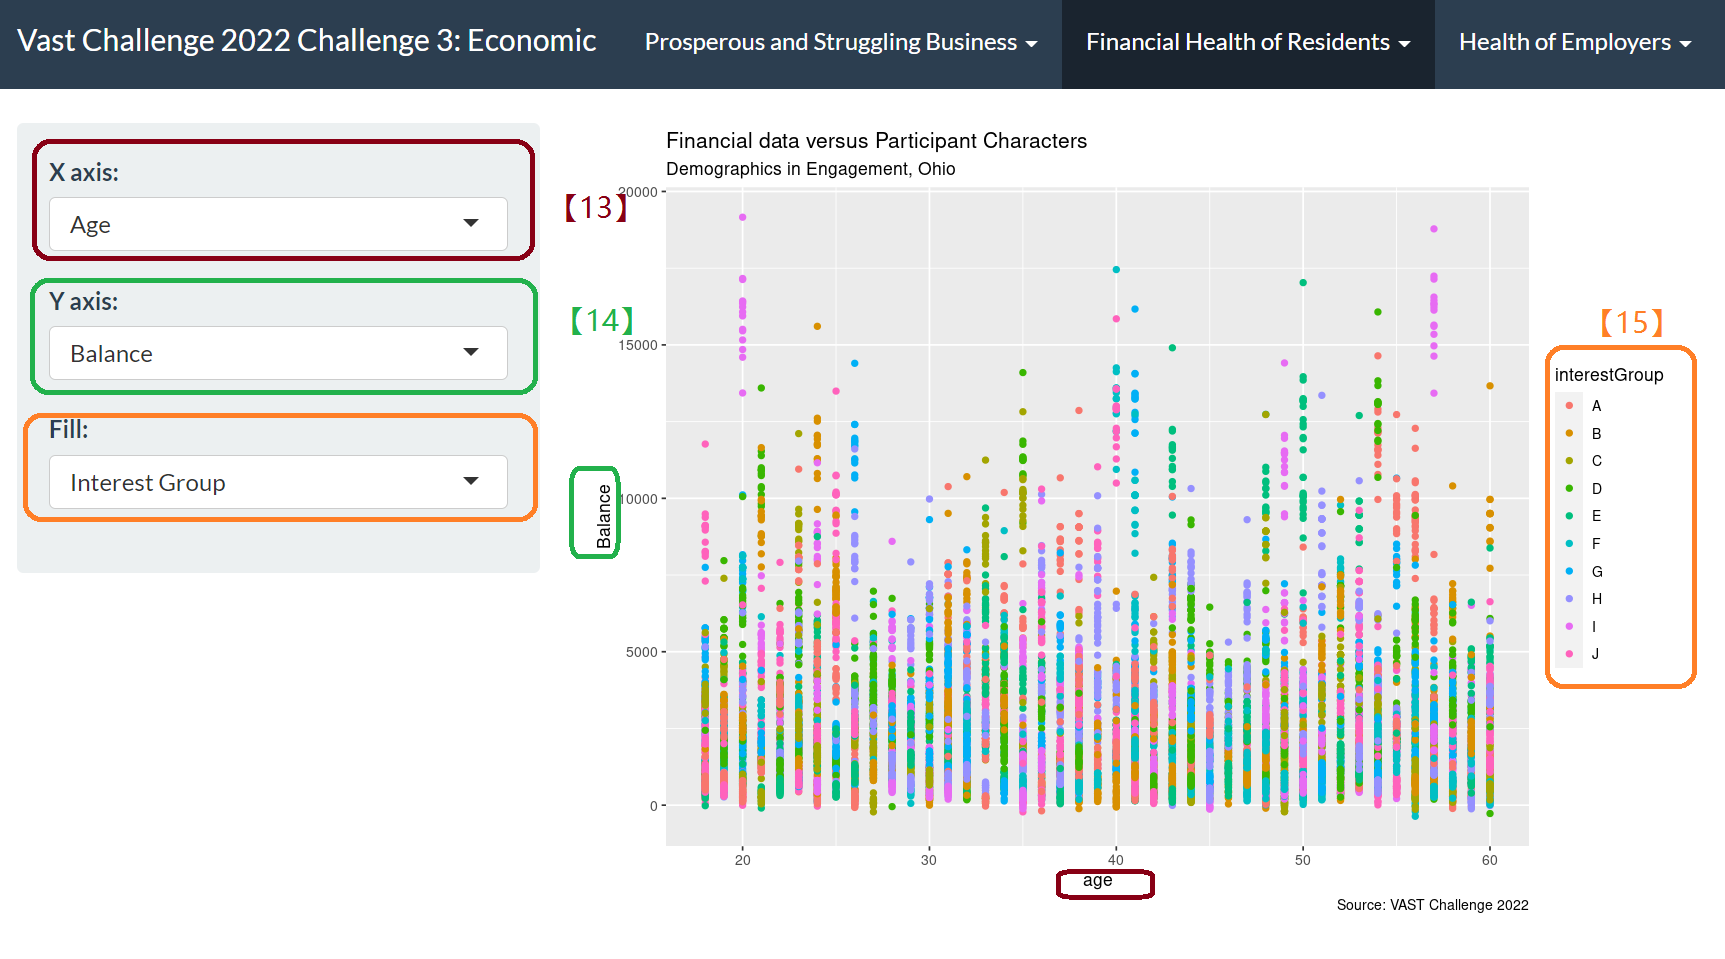 Vast Challenge 2022 Challenge 3: Economic
Prosperous and Struggling Business
Financial Health of Residents
Health of Employers
X axis:
Age
Y axis:
Balance
Fill:
Interest Group
【13】
【14】
【15】
Financial data versus Participant Characters
Demographics in Engagement, Ohio
20000
15000
10000
5000
0
Balance
20
30
40
50
60
age
Source: VAST Challenge 2022
interestGroup
A
B
C
D
E
F
G
H
I
J